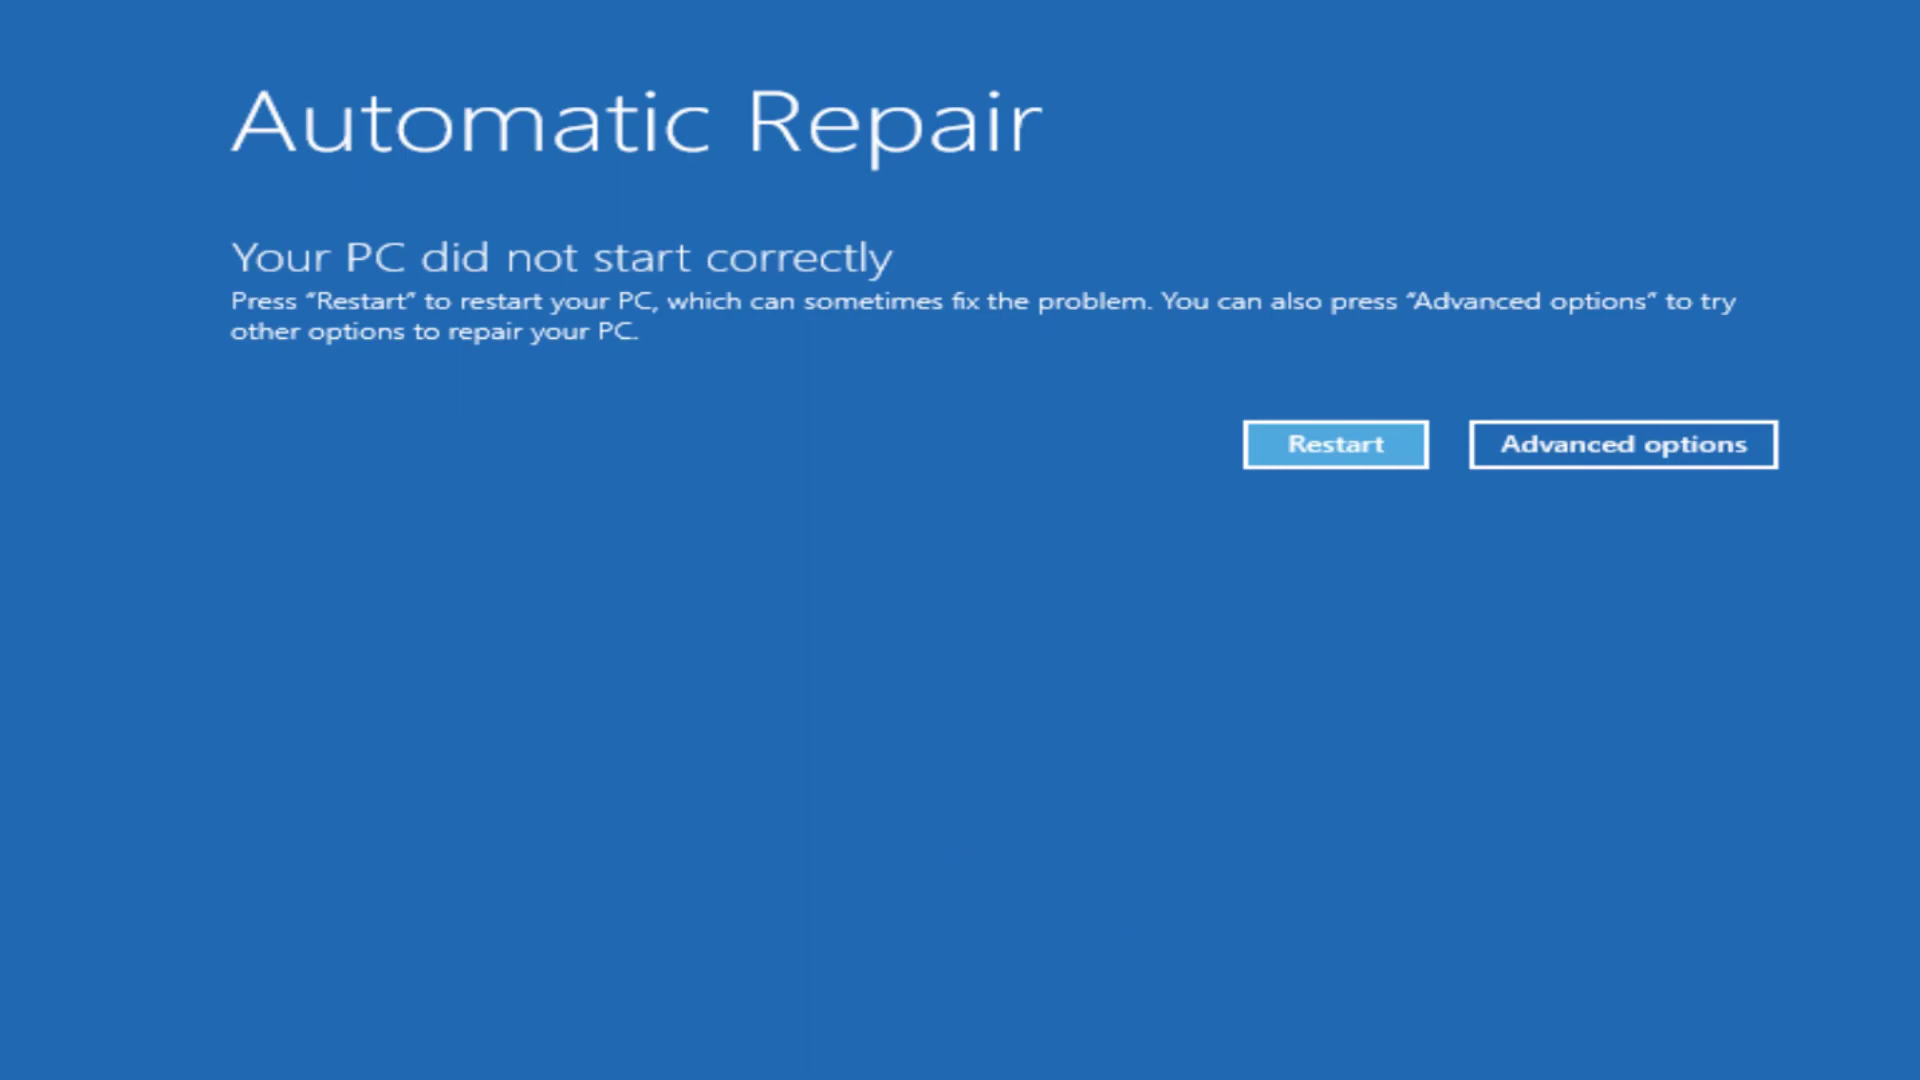 Automatic Repair
Your PC did not start correctly
Press “Restart” to restart your PC, which can sometimes fix the problem. You can also press “Advanced options” to try
other options to repair your PC.
Restart
Advanced options